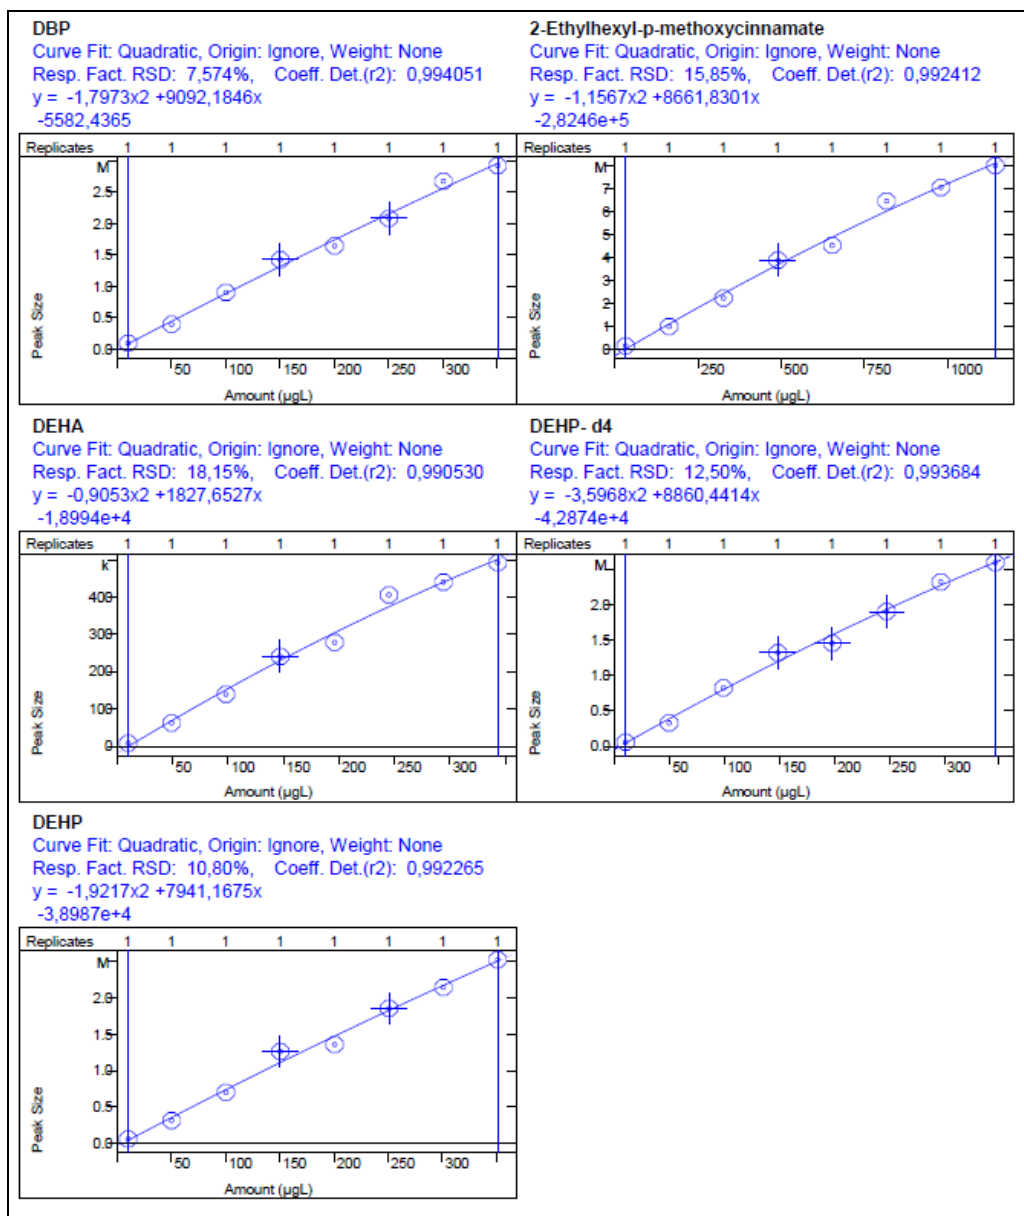 DBP
Curve Fit: Quadratic, Origin: Ignore, Weight: None
Resp. Fact. RSD: 7,574%, Coeff. Det.(r2): 0,994051
y = -1,7973x2 +9092,1846x
-5582,4365
Replicates 1 1 1 1 1 1 1 1
M
2.5
2.0
1.5
1.0
0.5
0.0
Peak Size
50 100 150 200 250 300
Amount (µgL)
2-Ethylhexyl-p-methoxycinnamate
Curve Fit: Quadratic, Origin: Ignore, Weight: None
Resp. Fact. RSD: 15,85%, Coeff. Det.(r2): 0,992412
y = -1,1567x2 +8661,8301x
-2,8246e+5
Replicates 1 1 1 1 1 1 1 1
M
7
6
5
4
3
2
1
0
Peak Size
250 500 750 1000
Amount (µgL)
DEHA
Curve Fit: Quadratic, Origin: Ignore, Weight: None
Resp. Fact. RSD: 18,15%, Coeff. Det.(r2): 0,990530
y = -0,9053x2 +1827,6527x
-1,8994e+4
Replicates 1 1 1 1 1 1 1 1
k
400
300
200
100
0
Peak Size
50 100 150 200 250 300
Amount (µgL)
DEHP- d4
Curve Fit: Quadratic, Origin: Ignore, Weight: None
Resp. Fact. RSD: 12,50%, Coeff. Det.(r2): 0,993684
y = -3,5968x2 +8860,4414x
-4,2874e+4
Replicates 1 1 1 1 1 1 1 1
M
2.0
1.5
1.0
0.5
0.0
Peak Size
50 100 150 200 250 300
Amount (µgL)
DEHP
Curve Fit: Quadratic, Origin: Ignore, Weight: None
Resp. Fact. RSD: 10,80%, Coeff. Det.(r2): 0,992265
y = -1,9217x2 +7941,1675x
-3,8987e+4
Replicates 1 1 1 1 1 1 1 1
M
2.0
1.5
1.0
0.5
0.0
Peak Size
50 100 150 200 250 300
Amount (µgL)